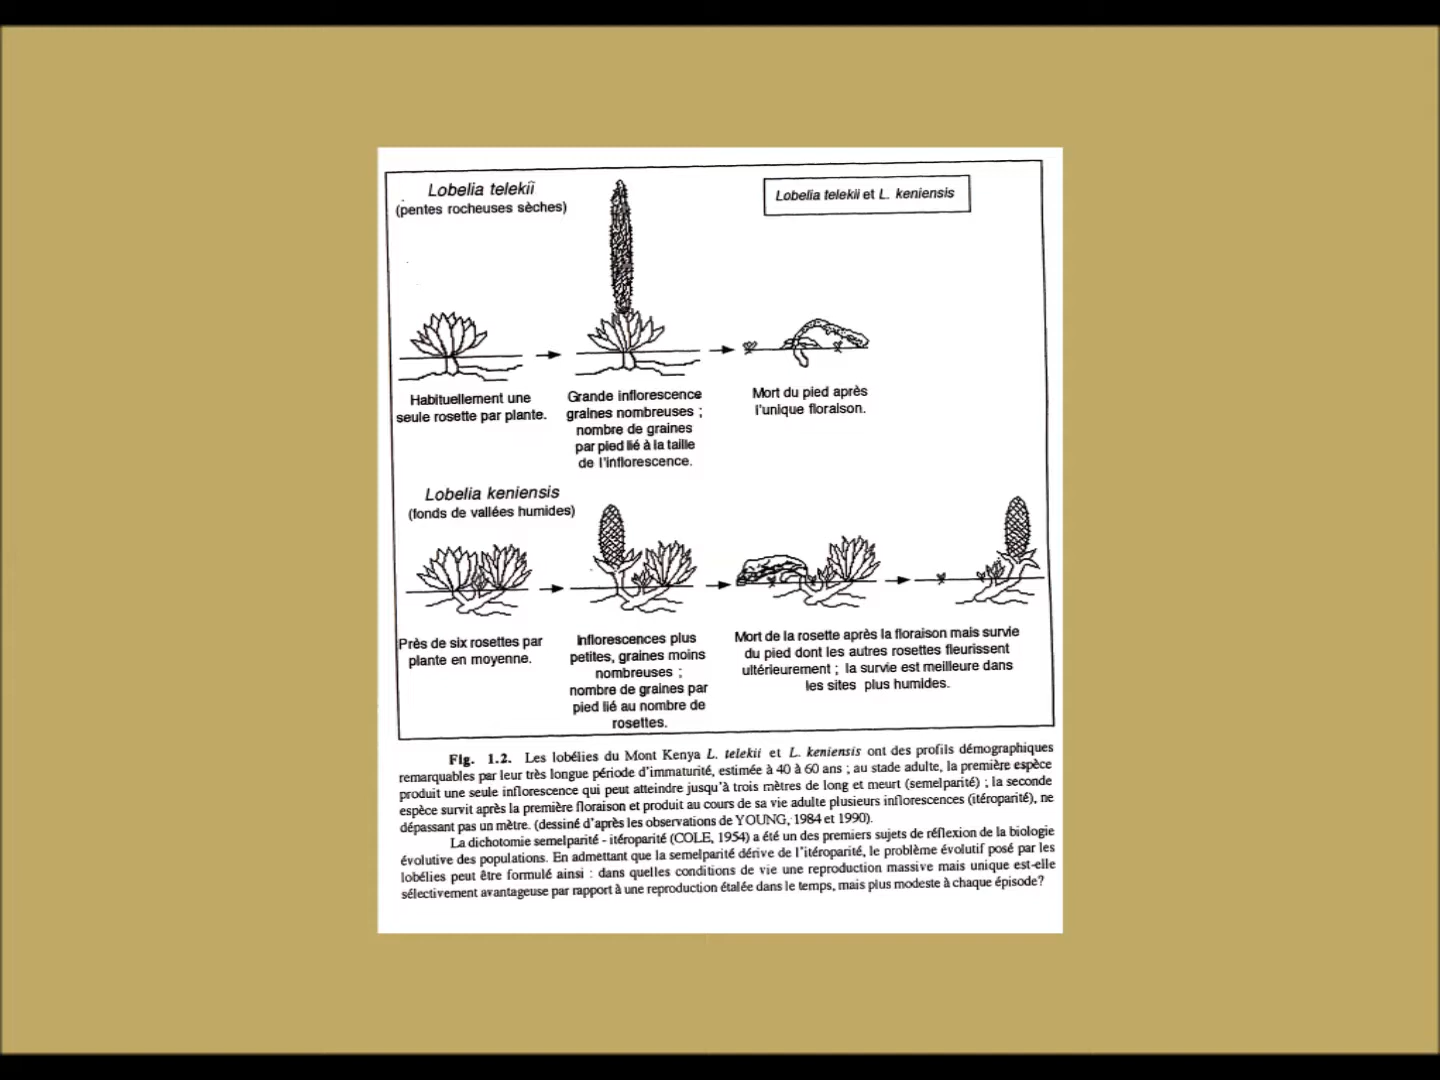 Lobelia telekii
(pentes rocheuses sèches)
Lobelia telekii et L. keniensis
Habituellement une
seule rosette par plante.
Grande inflorescence
graines nombreuses ;
nombre de graines
par pied lié à la taille
de l'inflorescence.
Mort du pied après
l'unique floraison.
Lobelia keniensis
(fonds de vallées humides)
Près de six rosettes par
plante en moyenne.
Inflorescences plus
petites, graines moins
nombreuses ;
nombre de graines par
pied lié au nombre de
rosettes.
Mort de la rosette après la floraison mais survie
du pied dont les autres rosettes fleurissent
ultérieurement ; la survie est meilleure dans
les sites plus humides.
Fig. 1.2. Les lobélies du Mont Kenya L. telekii et L. keniensis ont des profils démographiques
remarquables par leur très longue période d'immaturité, estimée à 40 à 60 ans ; au stade adulte, la première espèce
produit une seule inflorescence qui peut atteindre jusqu'à trois mètres de long et meurt (semelparité) ; la seconde
espèce survit après la première floraison et produit au cours de sa vie adulte plusieurs inflorescences (itéroparité), ne
dépassant pas un mètre. (dessiné d'après les observations de YOUNG, 1984 et 1990).
La dichotomie semelparité - itéroparité (COLE, 1954) a été un des premiers sujets de réflexion de la biologie
évolutive des populations. En admettant que la semelparité dérive de l'itéroparité, le problème évolutif posé par les
lobélies peut être formulé ainsi : dans quelles conditions de vie une reproduction massive mais unique est-elle
sélectivement avantageuse par rapport à une reproduction étalée dans le temps, mais plus modeste à chaque épisode?